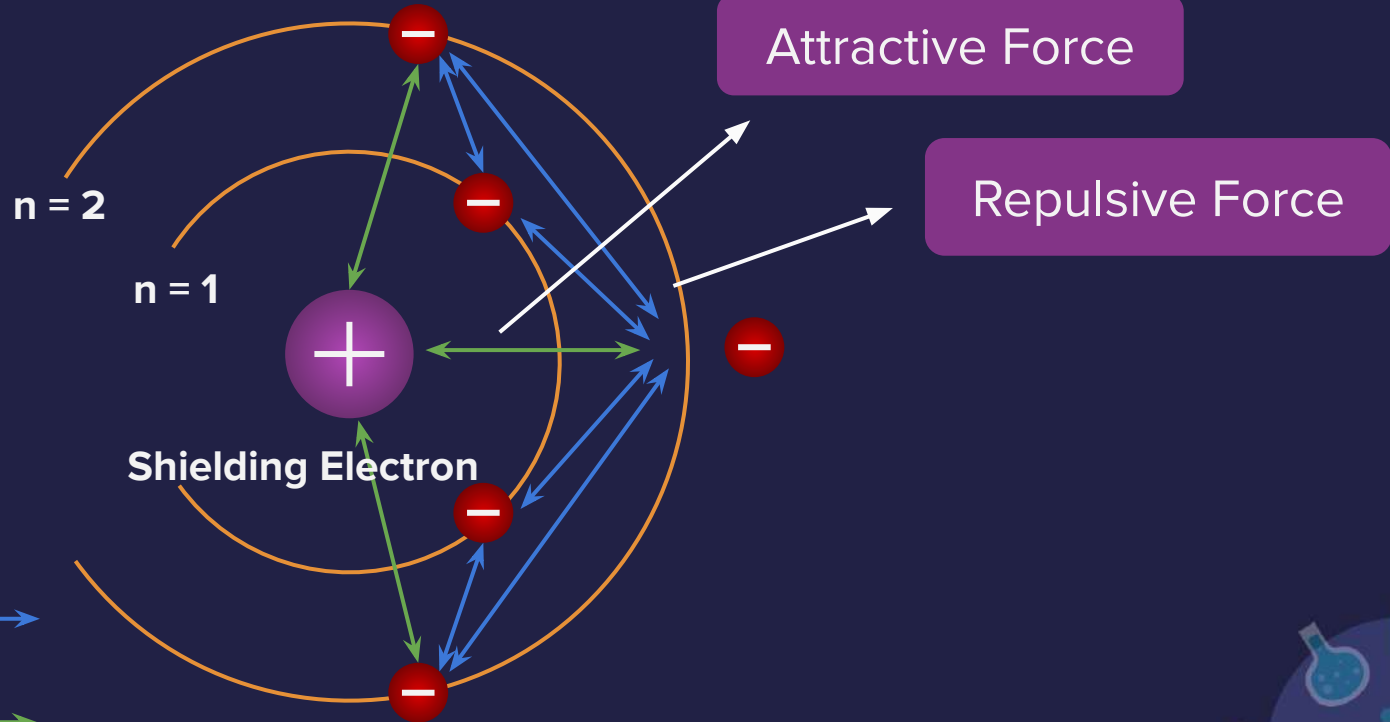 Attractive Force
Repulsive Force
n = 2
n = 1
Shielding Electron